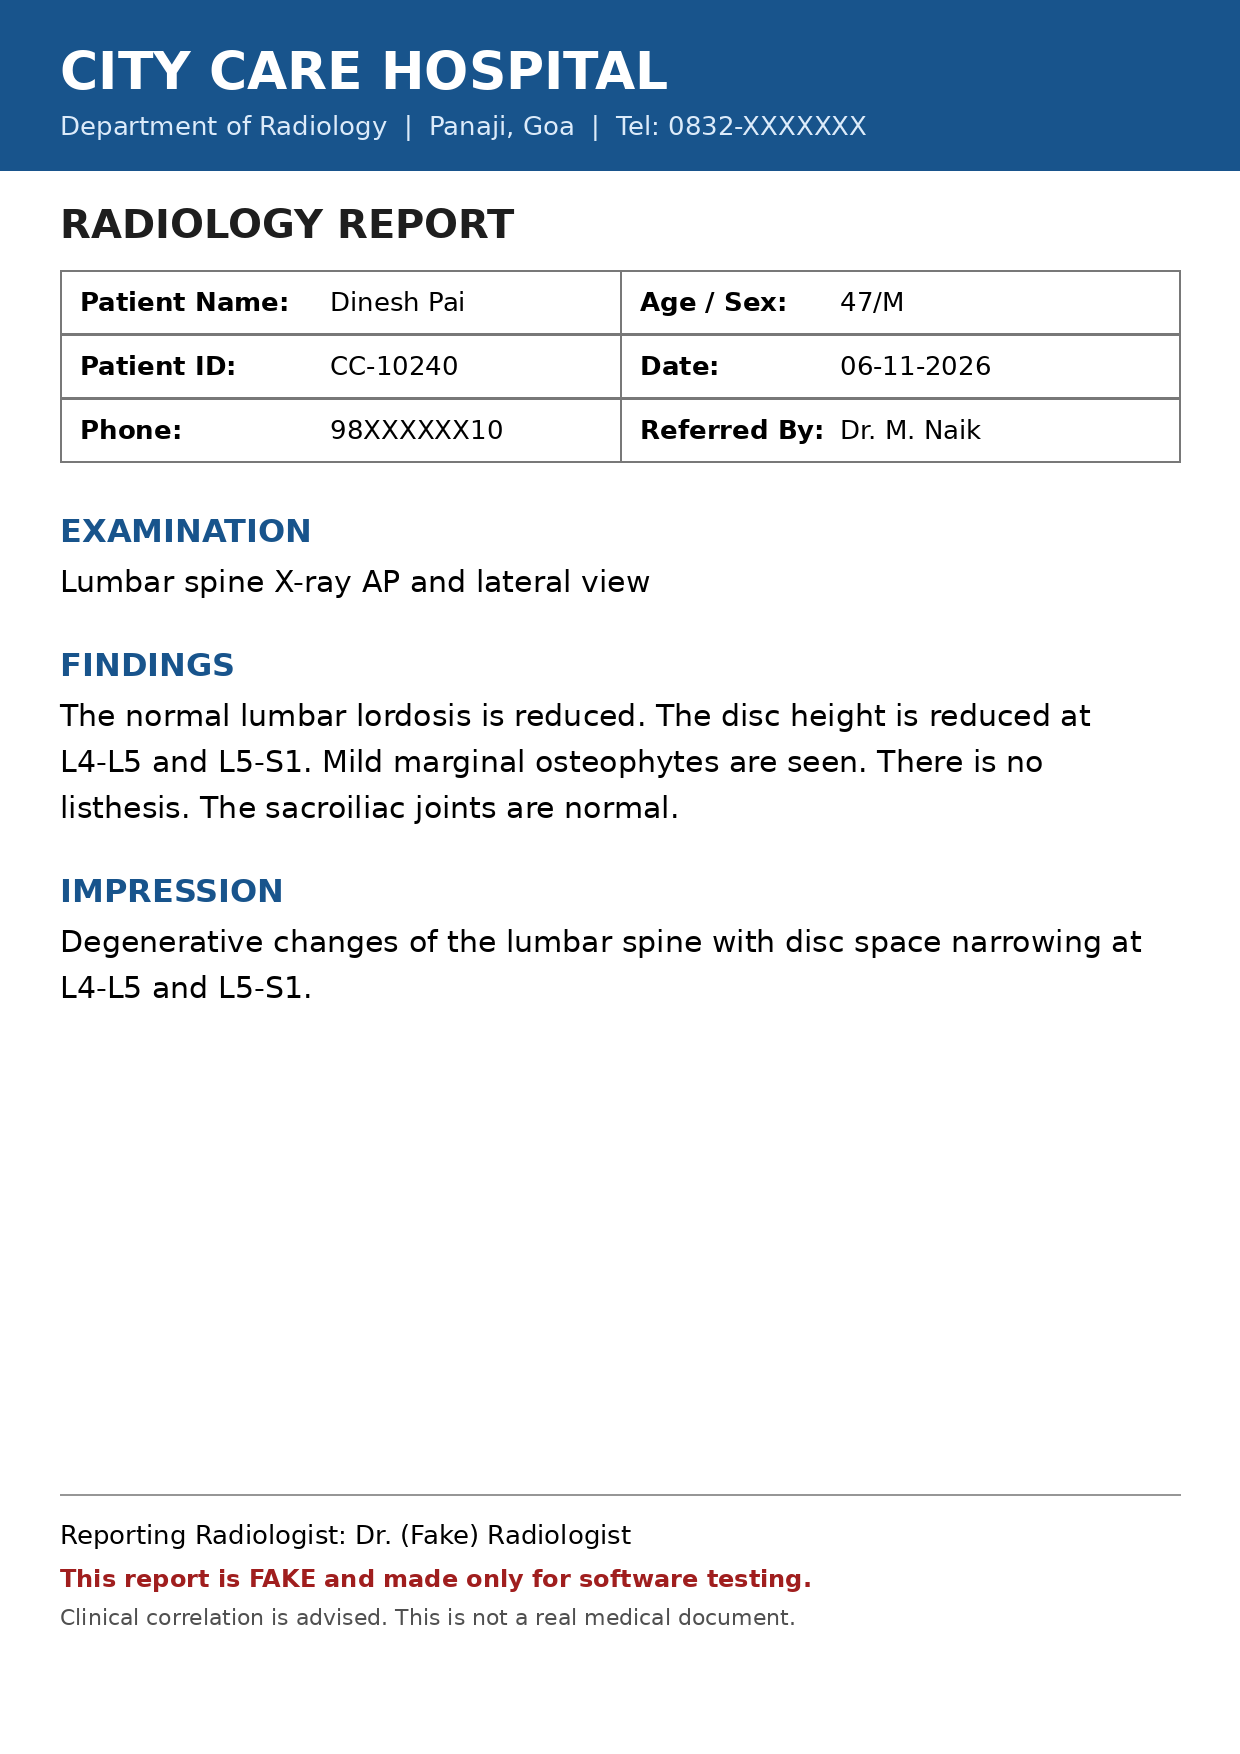 CITY CARE HOSPITAL
Department of Radiology | Panaji, Goa | Tel: 0832-XXXXXXX
RADIOLOGY REPORT
Patient Name: Dinesh Pai Age / Sex: 47/M
Patient ID: CC-10240 Date: 06-11-2026
Phone: 98XXXXXX10 Referred By: Dr. M. Naik
EXAMINATION
Lumbar spine X-ray AP and lateral view
FINDINGS
The normal lumbar lordosis is reduced. The disc height is reduced at
L4-L5 and L5-S1. Mild marginal osteophytes are seen. There is no
listhesis. The sacroiliac joints are normal.
IMPRESSION
Degenerative changes of the lumbar spine with disc space narrowing at
L4-L5 and L5-S1.
Reporting Radiologist: Dr. (Fake) Radiologist
This report is FAKE and made only for software testing.
Clinical correlation is advised. This is not a real medical document.